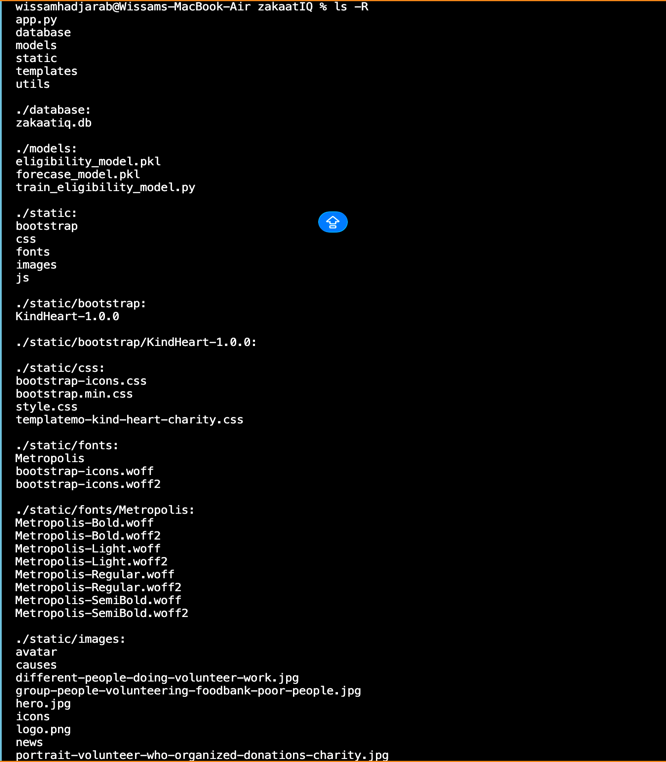 wissamhadjarab@Wissams-MacBook-Air zakaatIQ % ls -R
app.py
database
models
static
templates
utils
./database:
zakaatiq.db
./models:
eligibility_model.pkl
forecase_model.pkl
train_eligibility_model.py
./static:
bootstrap
css
fonts
images
js
./static/bootstrap:
KindHeart-1.0.0
./static/bootstrap/KindHeart-1.0.0:
./static/css:
bootstrap-icons.css
bootstrap.min.css
style.css
templatemo-kind-heart-charity.css
./static/fonts:
Metropolis
bootstrap-icons.woff
bootstrap-icons.woff2
./static/fonts/Metropolis:
Metropolis-Bold.woff
Metropolis-Bold.woff2
Metropolis-Light.woff
Metropolis-Light.woff2
Metropolis-Regular.woff
Metropolis-Regular.woff2
Metropolis-SemiBold.woff
Metropolis-SemiBold.woff2
./static/images:
avatar
causes
different-people-doing-volunteer-work.jpg
group-people-volunteering-foodbank-poor-people.jpg
hero.jpg
icons
logo.png
news
portrait-volunteer-who-organized-donations-charity.jpg